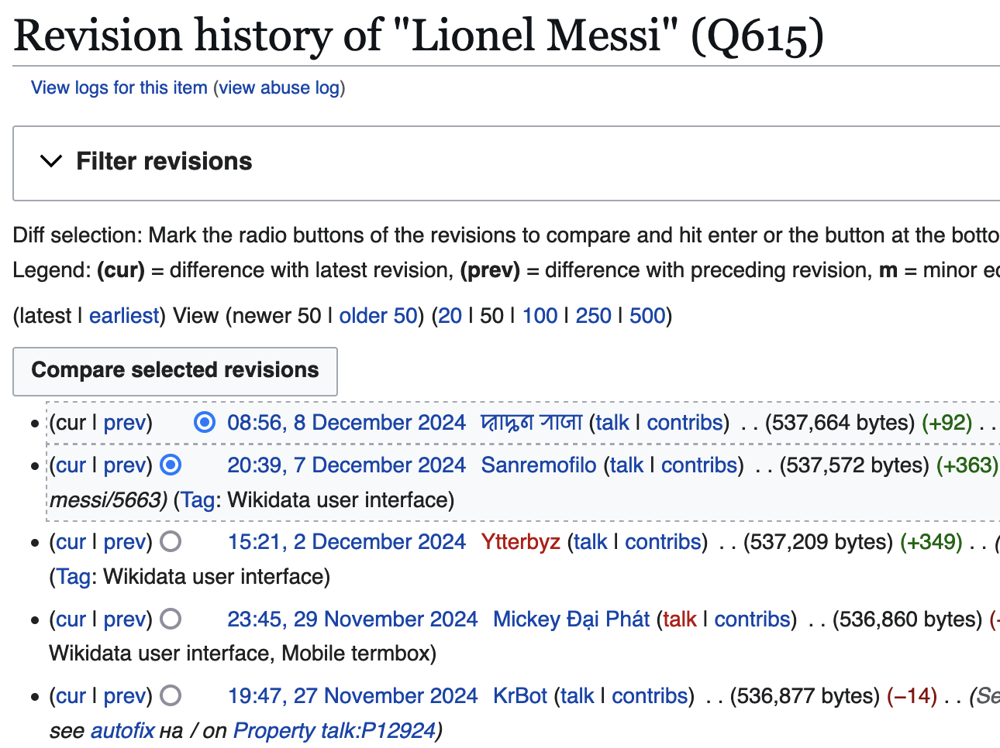 Revision history of "Lionel Messi" (Q615)
View logs for this item (view abuse log)
Filter revisions
Diff selection: Mark the radio buttons of the revisions to compare and hit enter or the button at the botto
Legend: (cur) = difference with latest revision, (prev) = difference with preceding revision, m = minor
(latest | earliest) View (newer 50 | older 50) (20 | 50 | 100 | 250 | 500)
Compare selected revisions
• (cur | prev) 08:56, 8 December 2024 (talk | contribs) . . (537,664 bytes) (+92) . .
• (cur | prev) 20:39, 7 December 2024 Sanremofilo (talk | contribs) . . (537,572 bytes) (+363)
messi/5663) (Tag: Wikidata user interface)
• (cur | prev) 15:21, 2 December 2024 Ytterbyz (talk | contribs) . . (537,209 bytes) (+349) . . (
(Tag: Wikidata user interface)
• (cur | prev) 23:45, 29 November 2024 Mickey Đại Phát (talk | contribs) . . (536,860 bytes) (-
Wikidata user interface, Mobile termbox)
• (cur | prev) 19:47, 27 November 2024 KrBot (talk | contribs) . . (536,877 bytes) (−14) . . (Se
see autofix на / on Property talk:P12924)